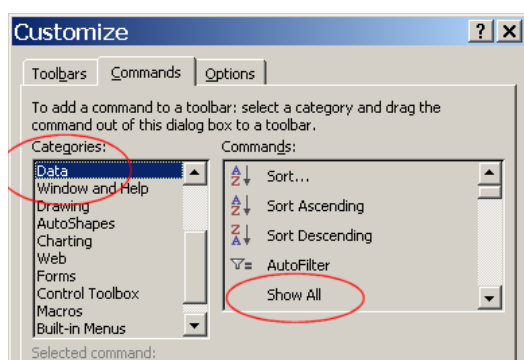 Customize
Toolbars Commands Options
To add a command to a toolbar: select a category and drag the
command out of this dialog box to a toolbar.
Categories:
Data
Window and Help
Drawing
AutoShapes
Charting
Web
Forms
Control Toolbox
Macros
Built-in Menus
Commands:
Sort...
Sort Ascending
Sort Descending
AutoFilter
Show All
Selected command: